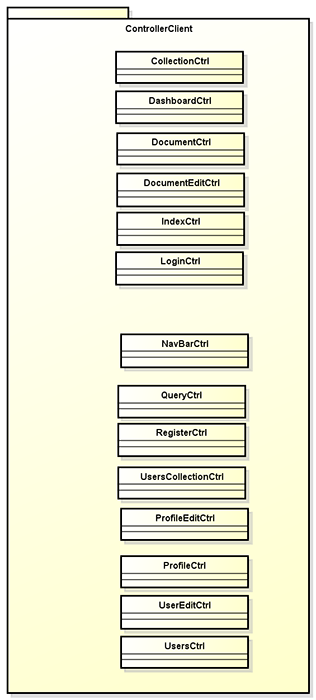 ControllerClient
CollectionCtrl
DashboardCtrl
DocumentCtrl
DocumentEditCtrl
IndexCtrl
LoginCtrl
NavBarCtrl
QueryCtrl
RegisterCtrl
UsersCollectionCtrl
ProfileEditCtrl
ProfileCtrl
UserEditCtrl
UsersCtrl